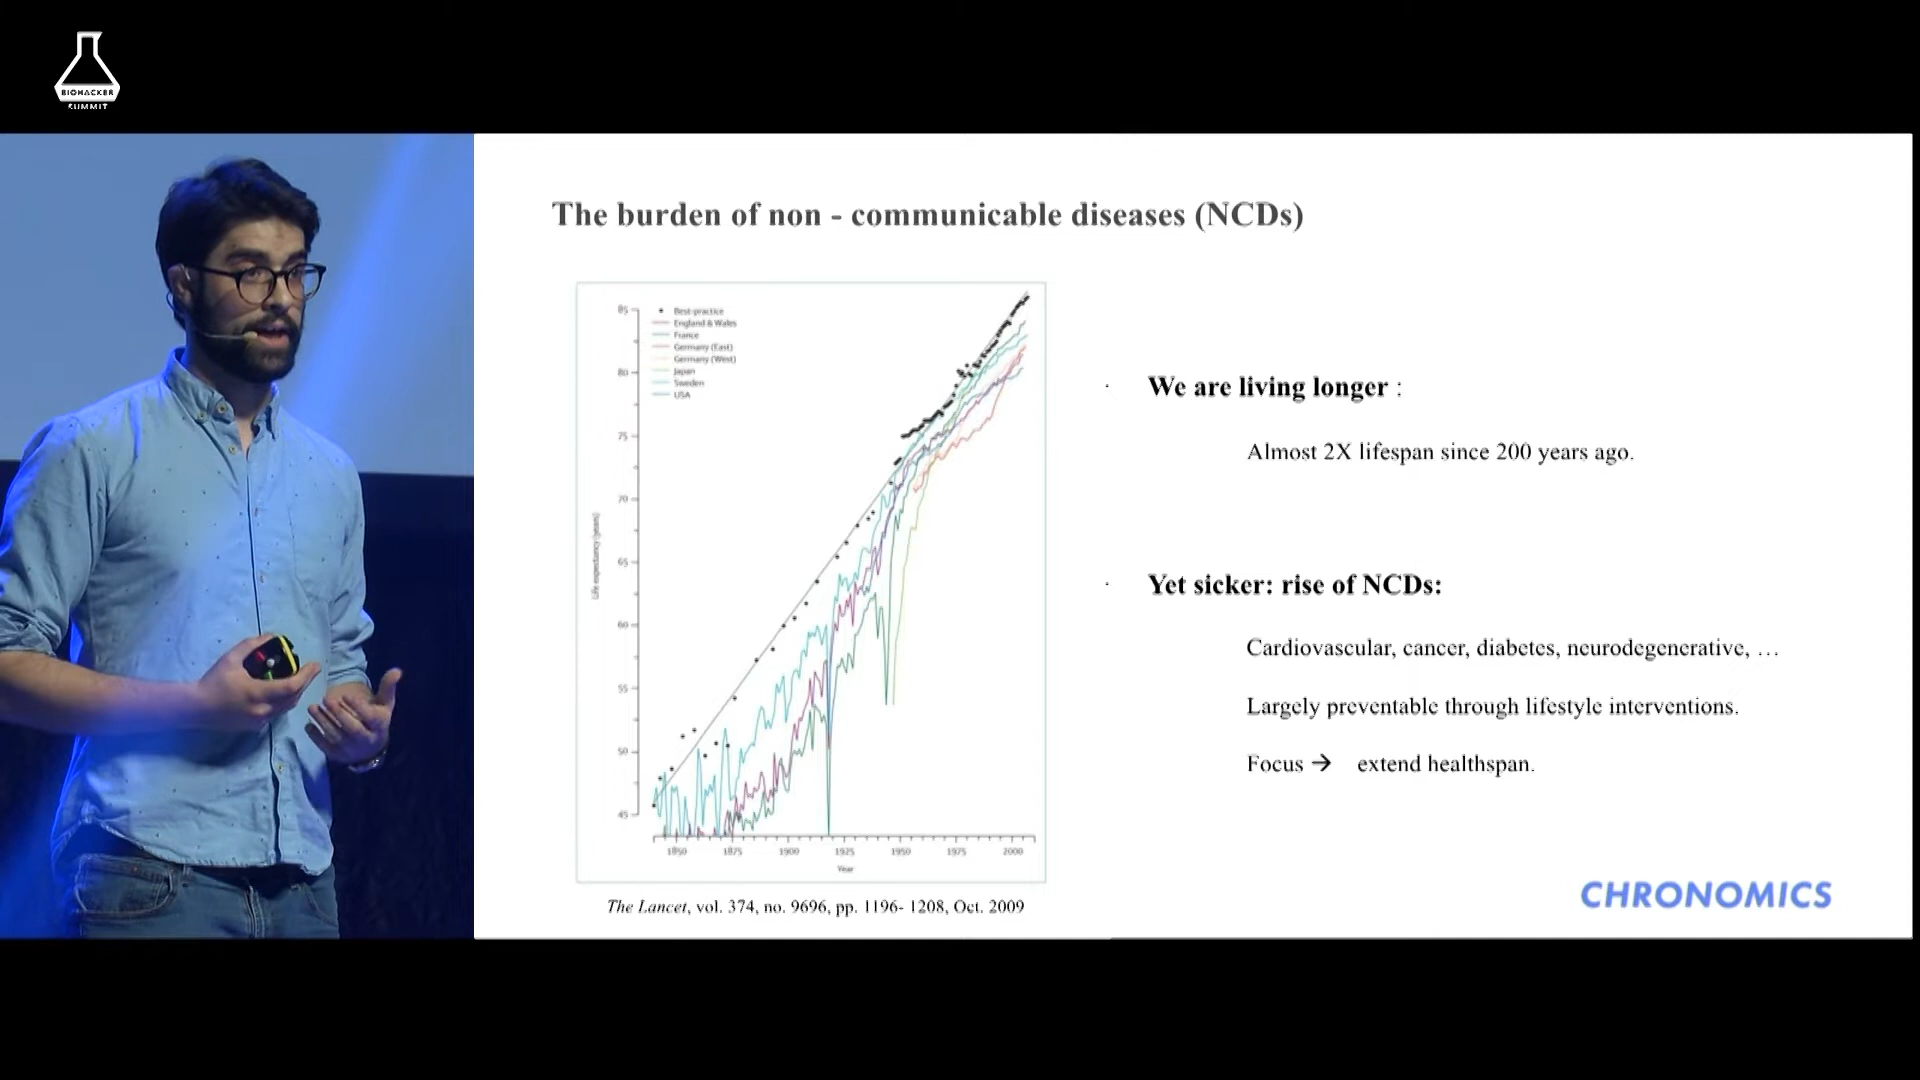 BIOHACKER
SUMMIT
The burden of non - communicable diseases (NCDs)
85
80
75
70
65
60
55
50
45
Life expectancy (years)
Best-practice
England & Wales
France
Germany (East)
Germany (West)
Japan
Sweden
USA
1850 1875 1900 1925 1950 1975 2000
Year
The Lancet, vol. 374, no. 9696, pp. 1196- 1208, Oct. 2009
· We are living longer :
Almost 2X lifespan since 200 years ago.
· Yet sicker: rise of NCDs:
Cardiovascular, cancer, diabetes, neurodegenerative, …
Largely preventable through lifestyle interventions.
Focus → extend healthspan.
CHRONOMICS